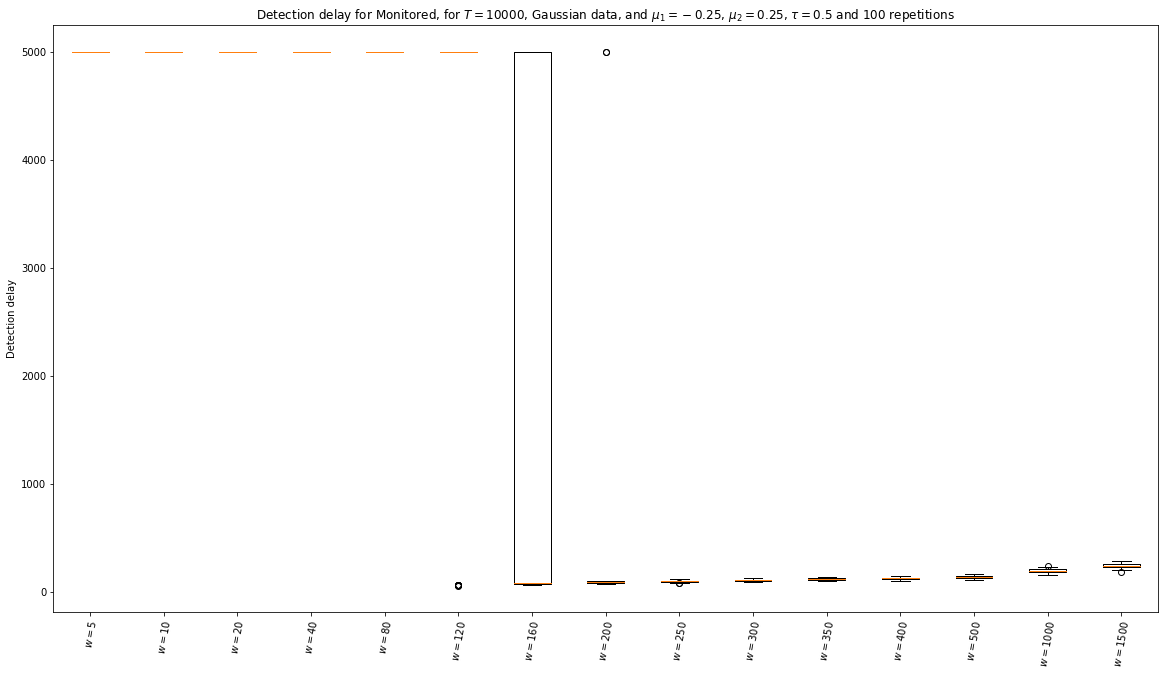 Detection delay for Monitored, for T = 10000, Gaussian data, and μ₁ = −0.25, μ₂ = 0.25, τ = 0.5 and 100 repetitions
5000
4000
3000
2000
1000
0
Detection delay
w = 5
w = 10
w = 20
w = 40
w = 80
w = 120
w = 160
w = 200
w = 250
w = 300
w = 350
w = 400
w = 500
w = 1000
w = 1500